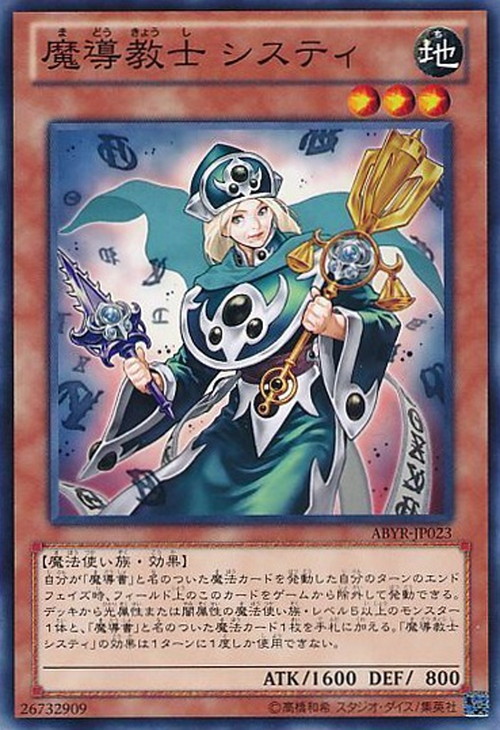 魔導教士 システィ
地
ABYR-JP023
【魔法使い族・効果】
自分が「魔導書」と名のついた魔法カードを発動した自分のターンのエンド
フェイズ時、フィールド上のこのカードをゲームから除外して発動できる。
デッキから光属性または闇属性の魔法使い族・レベル5以上のモンスター
1体と、「魔導書」と名のついた魔法カード1枚を手札に加える。「魔導教士
システィ」の効果は1ターンに1度しか使用できない。
ATK/1600 DEF/ 800
26732909
©高橋和希 スタジオ・ダイス/集英社